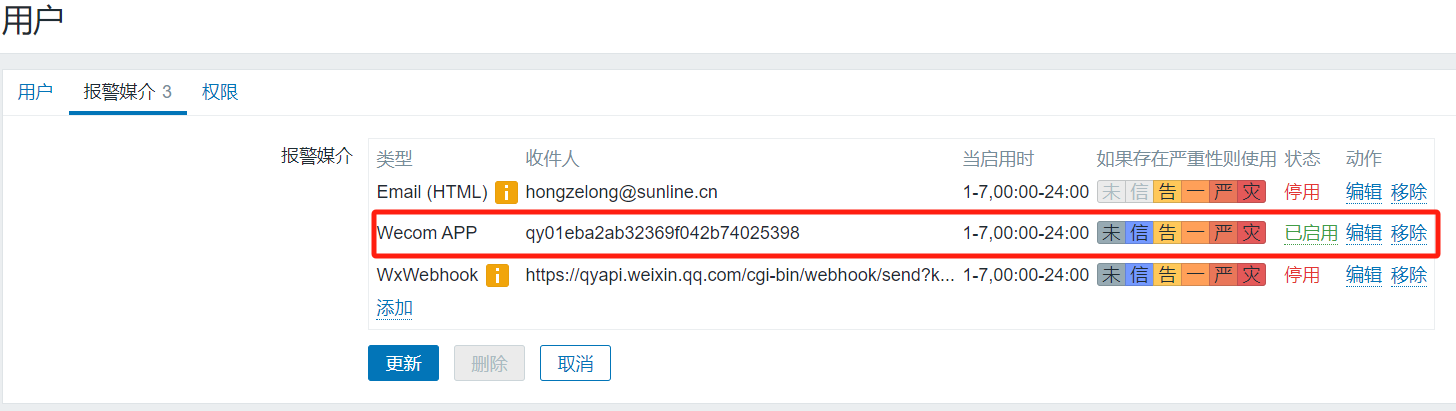 用户
用户 报警媒介 3 权限
报警媒介 类型 收件人 当启用时 如果存在严重性则使用 状态 动作
Email (HTML) i hongzelong@sunline.cn 1-7,00:00-24:00 未 信 告 一 严 灾 停用 编辑 移除
Wecom APP qy01eba2ab32369f042b74025398 1-7,00:00-24:00 未 信 告 一 严 灾 已启用 编辑 移除
WxWebhook i https://qyapi.weixin.qq.com/cgi-bin/webhook/send?k... 1-7,00:00-24:00 未 信 告 一 严 灾 停用 编辑 移除
添加
更新 删除 取消